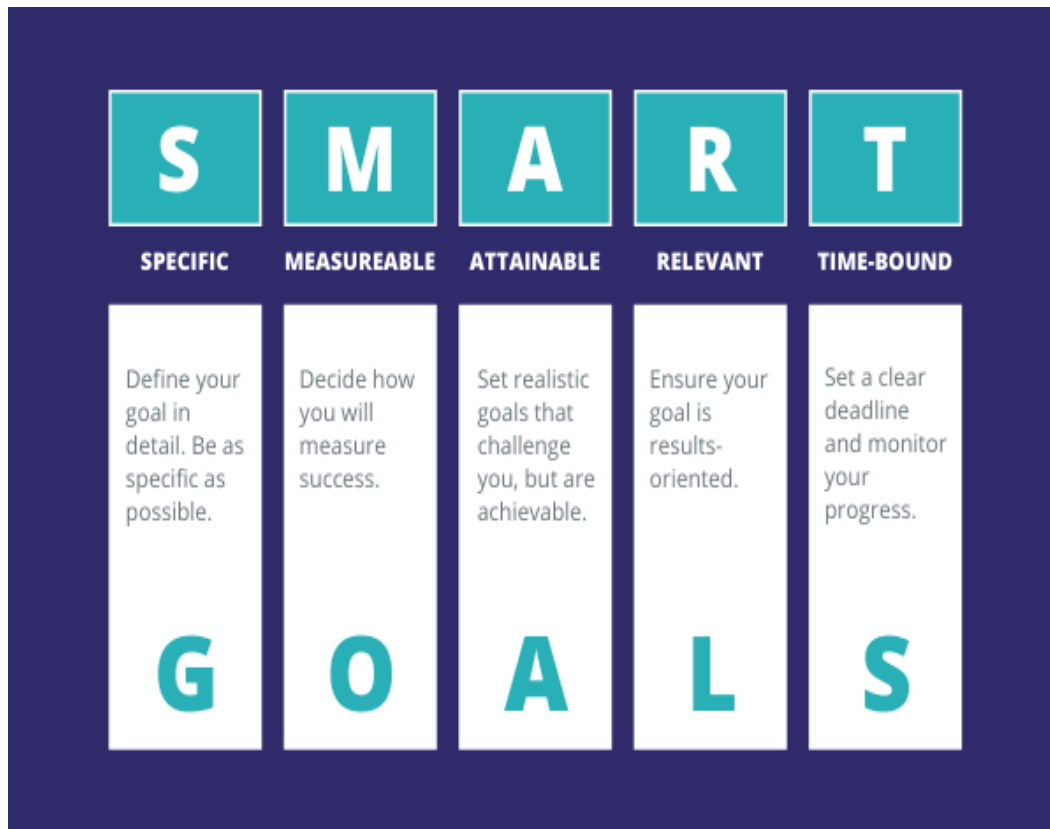 S M A R T
SPECIFIC MEASUREABLE ATTAINABLE RELEVANT TIME-BOUND
Define your
goal in
detail. Be as
specific as
possible.
Decide how
you will
measure
success.
Set realistic
goals that
challenge
you, but are
achievable.
Ensure your
goal is
results-
oriented.
Set a clear
deadline
and monitor
your
progress.
G O A L S